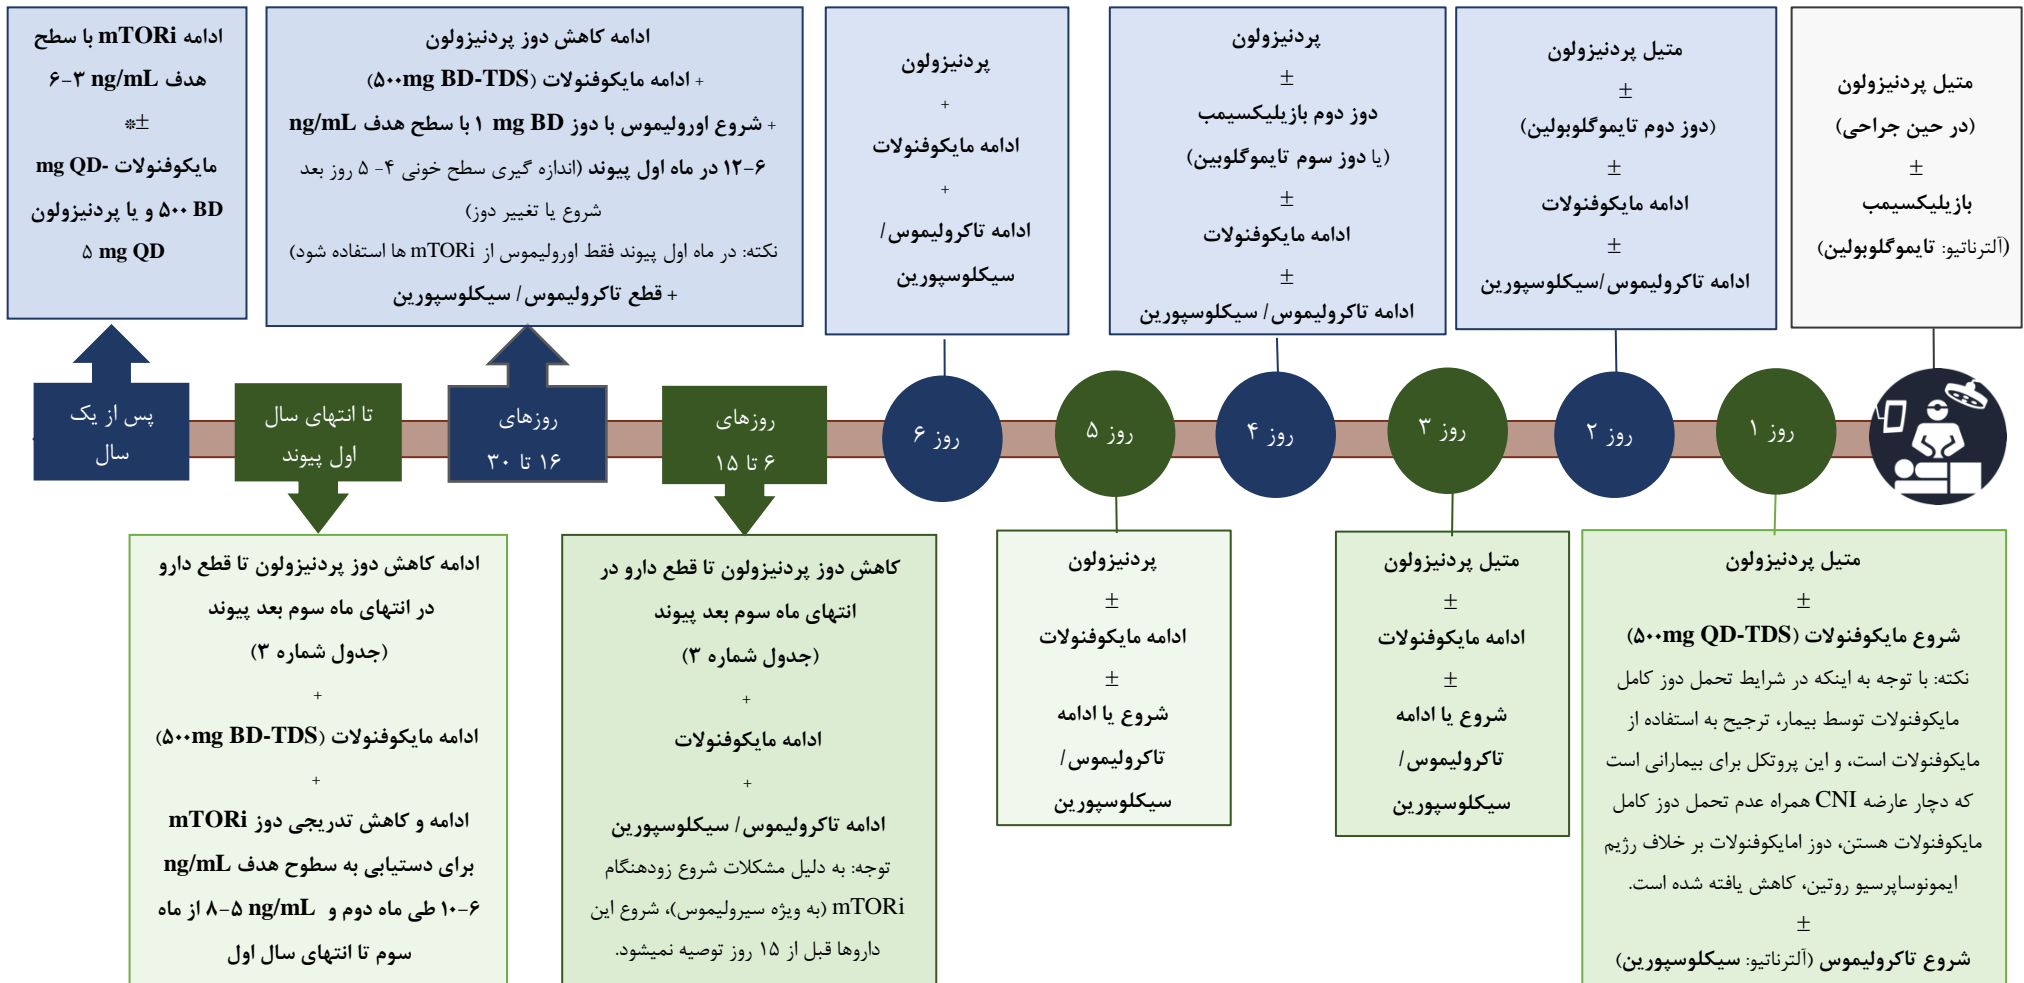 متیل پردنیزولون
(در حین جراحی)
±
بازیلیکسیمب
(آلترناتیو: تایموگلوبولین)
روز ۱
متیل پردنیزولون
±
شروع مایکوفنولات (۵۰۰mg QD-TDS)
نکته: با توجه به اینکه در شرایط تحمل دوز کامل
مایکوفنولات توسط بیمار، ترجیح به استفاده از
مایکوفنولات است، و این پروتکل برای بیمارانی است
که دچار عارضه CNI همراه عدم تحمل دوز کامل
مایکوفنولات هستن، دوز امایکوفنولات بر خلاف رژیم
ایمونوساپرسیو روتین، کاهش یافته شده است.
±
شروع تاکرولیموس (آلترناتیو: سیکلوسپورین)
متیل پردنیزولون
±
(دوز دوم تایموگلوبولین)
±
ادامه مایکوفنولات
±
ادامه تاکرولیموس/سیکلوسپورین
روز ۲
روز ۳
متیل پردنیزولون
±
ادامه مایکوفنولات
±
شروع یا ادامه
تاکرولیموس/
سیکلوسپورین
پردنیزولون
±
دوز دوم بازیلیکسیمب
(یا دوز سوم تایموگلوبین)
±
ادامه مایکوفنولات
±
ادامه تاکرولیموس/ سیکلوسپورین
روز ۴
روز ۵
پردنیزولون
±
ادامه مایکوفنولات
±
شروع یا ادامه
تاکرولیموس/
سیکلوسپورین
پردنیزولون
+
ادامه مایکوفنولات
+
ادامه تاکرولیموس/
سیکلوسپورین
روز ۶
روزهای
۶ تا ۱۵
کاهش دوز پردنیزولون تا قطع دارو در
انتهای ماه سوم بعد پیوند
(جدول شماره ۳)
+
ادامه مایکوفنولات
+
ادامه تاکرولیموس/ سیکلوسپورین
توجه: به دلیل مشکلات شروع زودهنگام
mTORi (به ویژه سیرولیموس)، شروع این
داروها قبل از ۱۵ روز توصیه نمیشود.
ادامه کاهش دوز پردنیزولون
+ ادامه مایکوفنولات (۵۰۰mg BD-TDS)
+ شروع اورولیموس با دوز ۱ mg BD با سطح هدف ng/mL
۱۲-۶ در ماه اول پیوند (اندازه گیری سطح خونی ۴- ۵ روز بعد
شروع یا تغییر دوز)
نکته: در ماه اول پیوند فقط اورولیموس از mTORi ها استفاده شود)
+ قطع تاکرولیموس/ سیکلوسپورین
روزهای
۱۶ تا ۳۰
تا انتهای سال
اول پیوند
ادامه کاهش دوز پردنیزولون تا قطع دارو
در انتهای ماه سوم بعد پیوند
(جدول شماره ۳)
+
ادامه مایکوفنولات (۵۰۰mg BD-TDS)
+
ادامه و کاهش تدریجی دوز mTORi
برای دستیابی به سطوح هدف ng/mL
۱۰-۶ طی ماه دوم و ۸-۵ ng/mL از ماه
سوم تا انتهای سال اول
ادامه mTORi با سطح
هدف ۶-۳ ng/mL
±*
مایکوفنولات mg QD-
۵۰۰ BD و یا پردنیزولون
۵ mg QD
پس از یک
سال